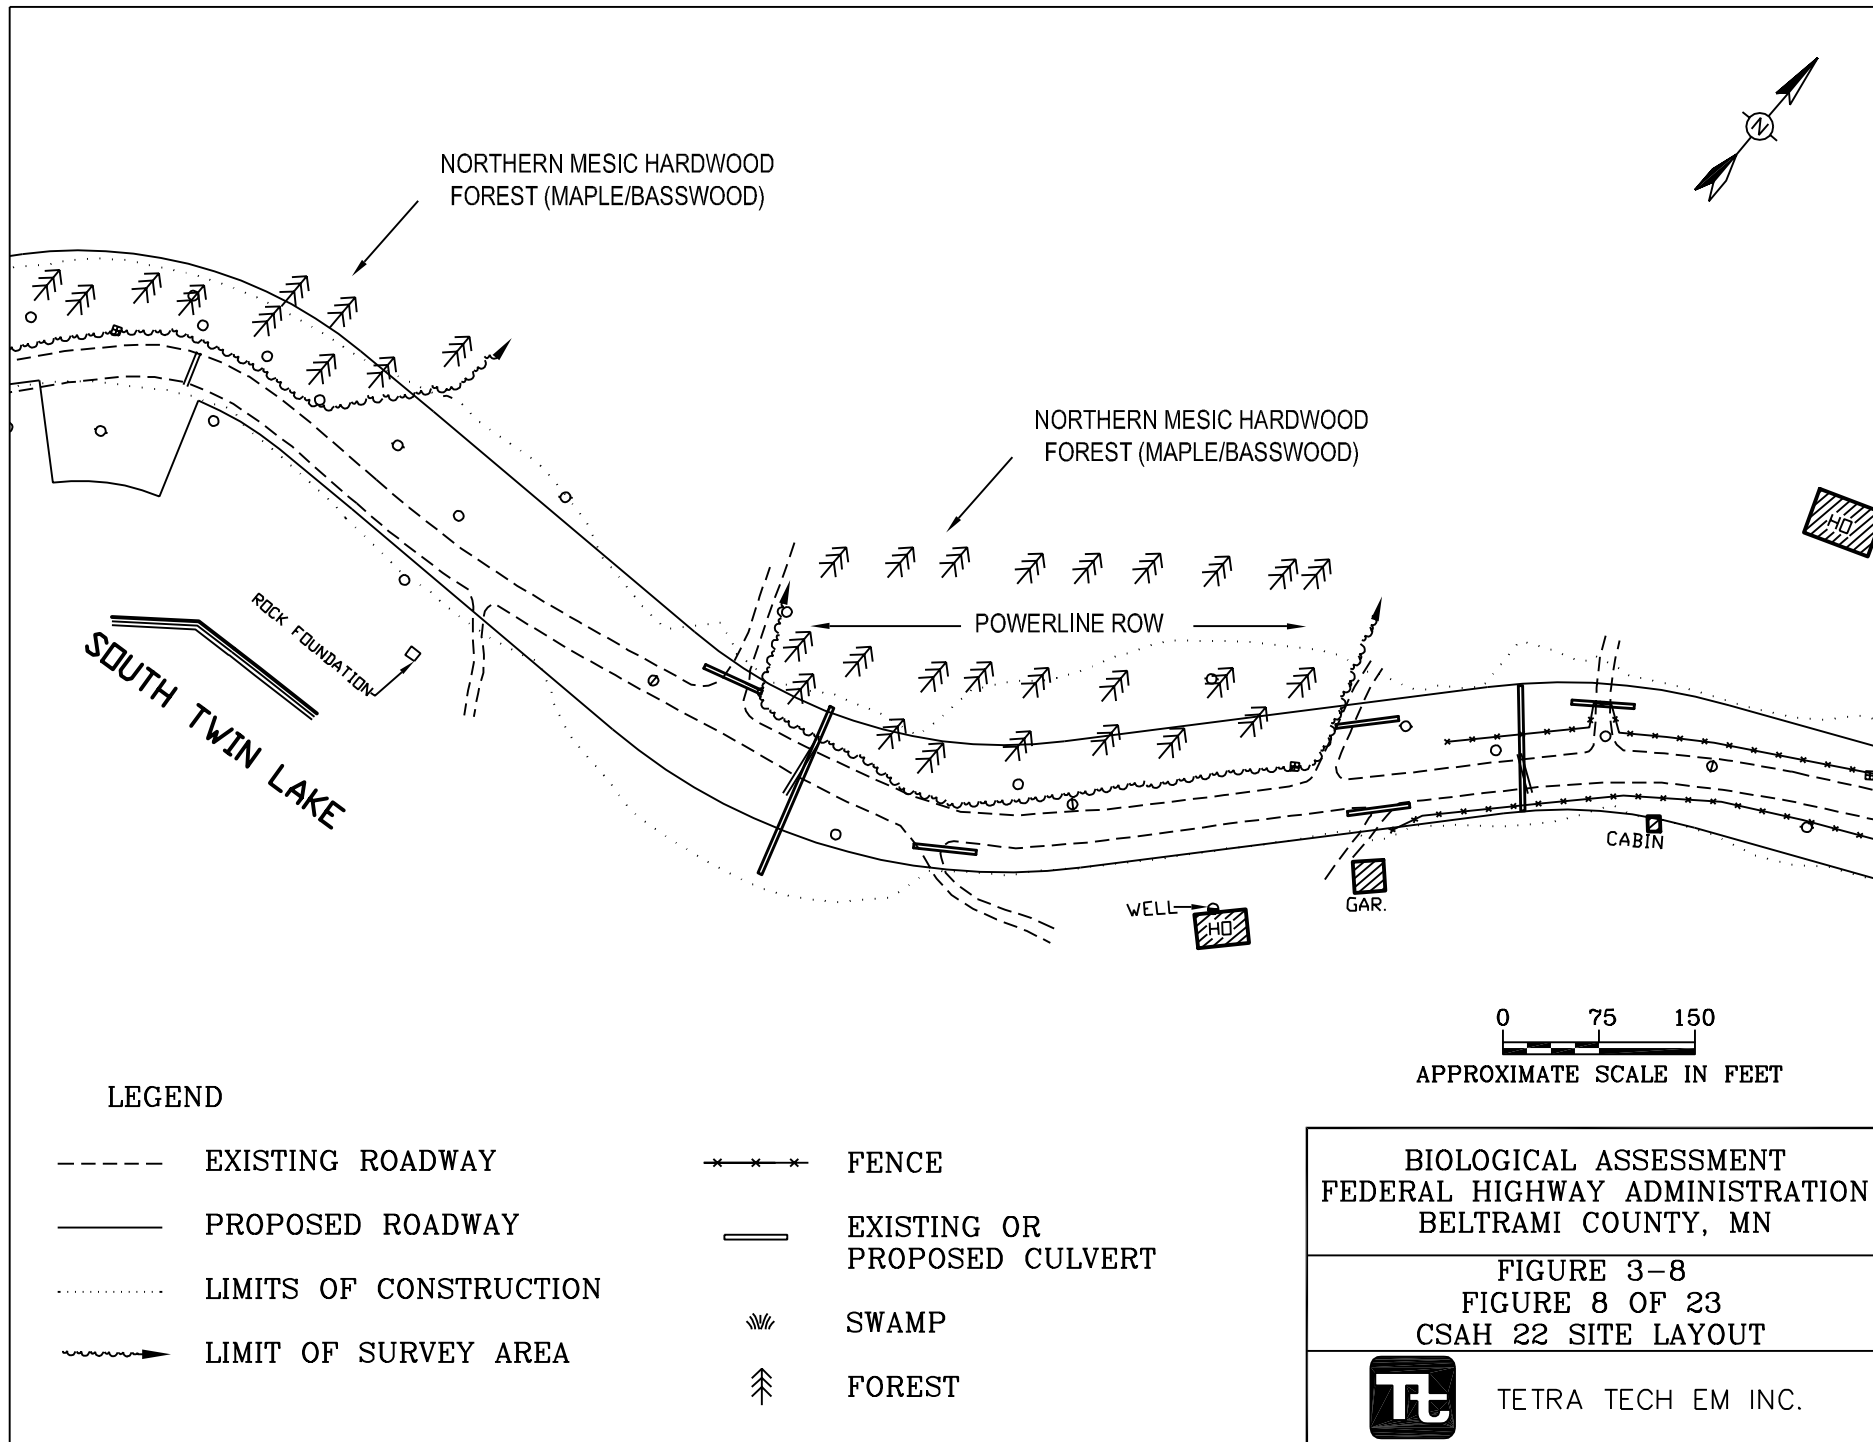 N
NORTHERN MESIC HARDWOOD
FOREST (MAPLE/BASSWOOD)
NORTHERN MESIC HARDWOOD
FOREST (MAPLE/BASSWOOD)
HO
POWERLINE ROW
ROCK FOUNDATION
SOUTH TWIN LAKE
CABIN
GAR.
WELL
HO
0 75 150
APPROXIMATE SCALE IN FEET
LEGEND
EXISTING ROADWAY
PROPOSED ROADWAY
LIMITS OF CONSTRUCTION
LIMIT OF SURVEY AREA
FENCE
EXISTING OR
PROPOSED CULVERT
SWAMP
FOREST
BIOLOGICAL ASSESSMENT
FEDERAL HIGHWAY ADMINISTRATION
BELTRAMI COUNTY, MN
FIGURE 3-8
FIGURE 8 OF 23
CSAH 22 SITE LAYOUT
Tt
TETRA TECH EM INC.